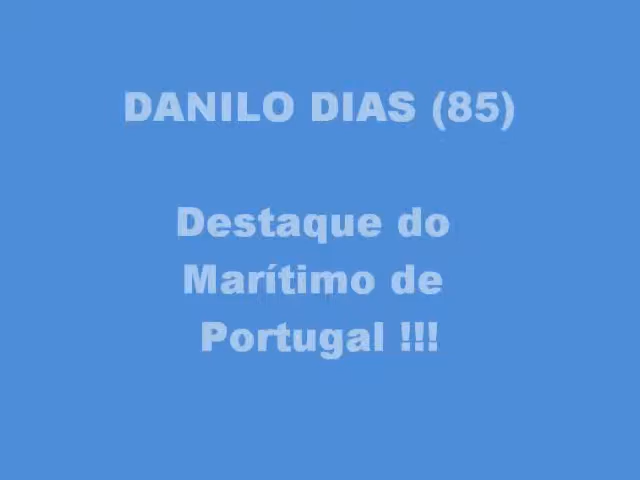 DANILO DIAS (85)
Destaque do
Marítimo de
Portugal !!!